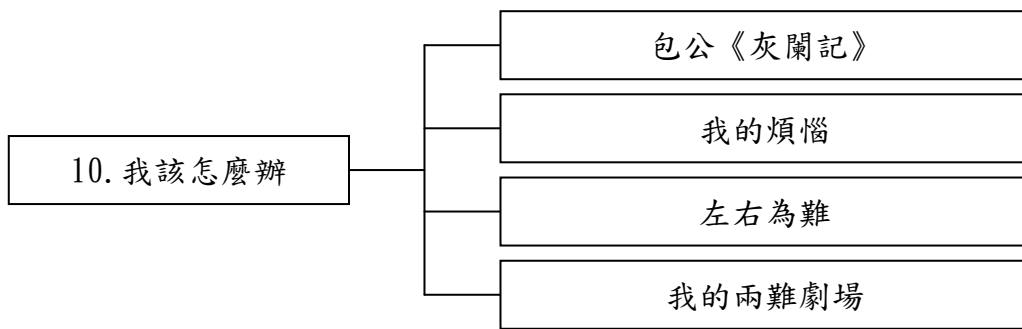 10.我該怎麼辦
包公《灰闌記》
我的煩惱
左右為難
我的兩難劇場